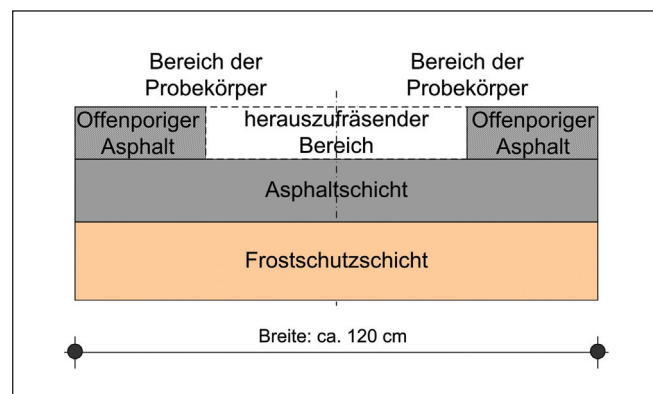 Bereich der
Probekörper
Bereich der
Probekörper
Offenporiger
Asphalt
herauszufräsender
Bereich
Offenporiger
Asphalt
Asphaltschicht
Frostschutzschicht
Breite: ca. 120 cm